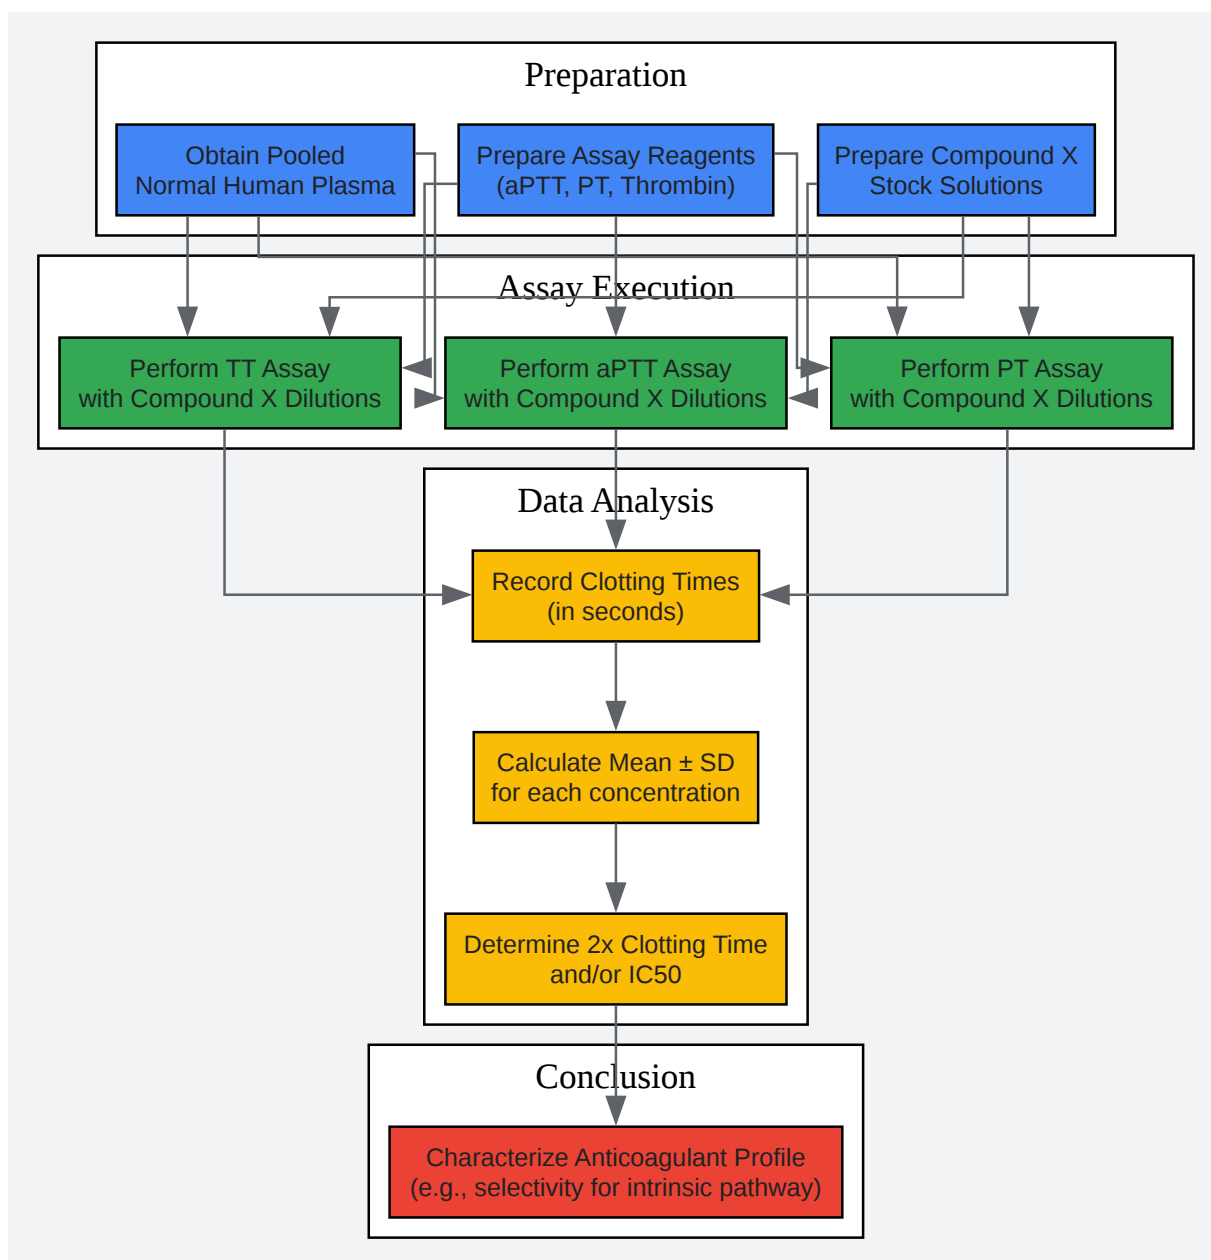 Preparation
Obtain Pooled
Normal Human Plasma
Prepare Assay Reagents
(aPTT, PT, Thrombin)
Prepare Compound X
Stock Solutions
Assay Execution
Perform TT Assay
with Compound X Dilutions
Perform aPTT Assay
with Compound X Dilutions
Perform PT Assay
with Compound X Dilutions
Data Analysis
Record Clotting Times
(in seconds)
Calculate Mean ± SD
for each concentration
Determine 2x Clotting Time
and/or IC50
Conclusion
Characterize Anticoagulant Profile
(e.g., selectivity for intrinsic pathway)